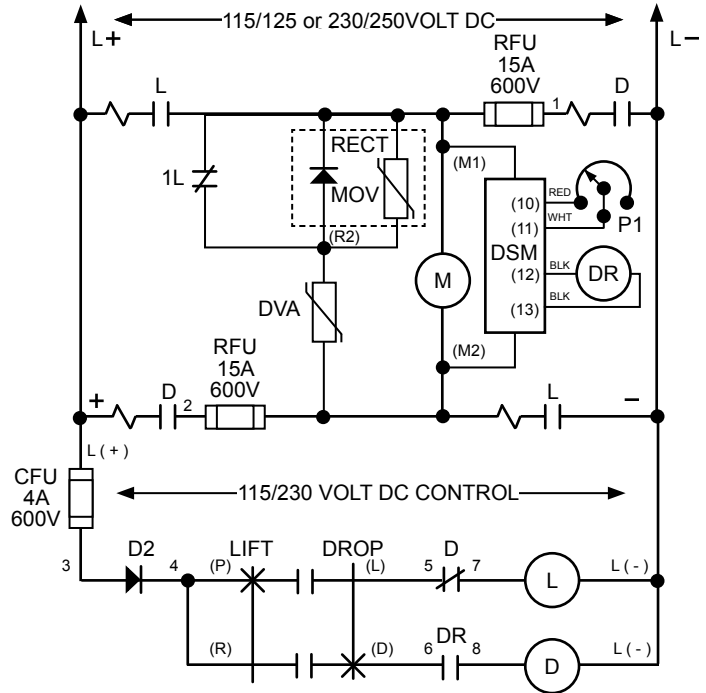 115/125 or 230/250VOLT DC
L+
L−
RFU
15A
600V
L
1
D
RECT
1L
MOV
(M1)
(R2)
RED
(10)
WHT
(11)
P1
DSM
BLK
(12)
DR
BLK
(13)
M
DVA
RFU
15A
600V
(M2)
+
D
2
L
−
L ( + )
CFU
4A
600V
115/230 VOLT DC CONTROL
3
D2
4
(P)
LIFT
DROP
(L)
D
5
7
L
L ( - )
(R)
(D)
DR
6
8
D
L ( - )